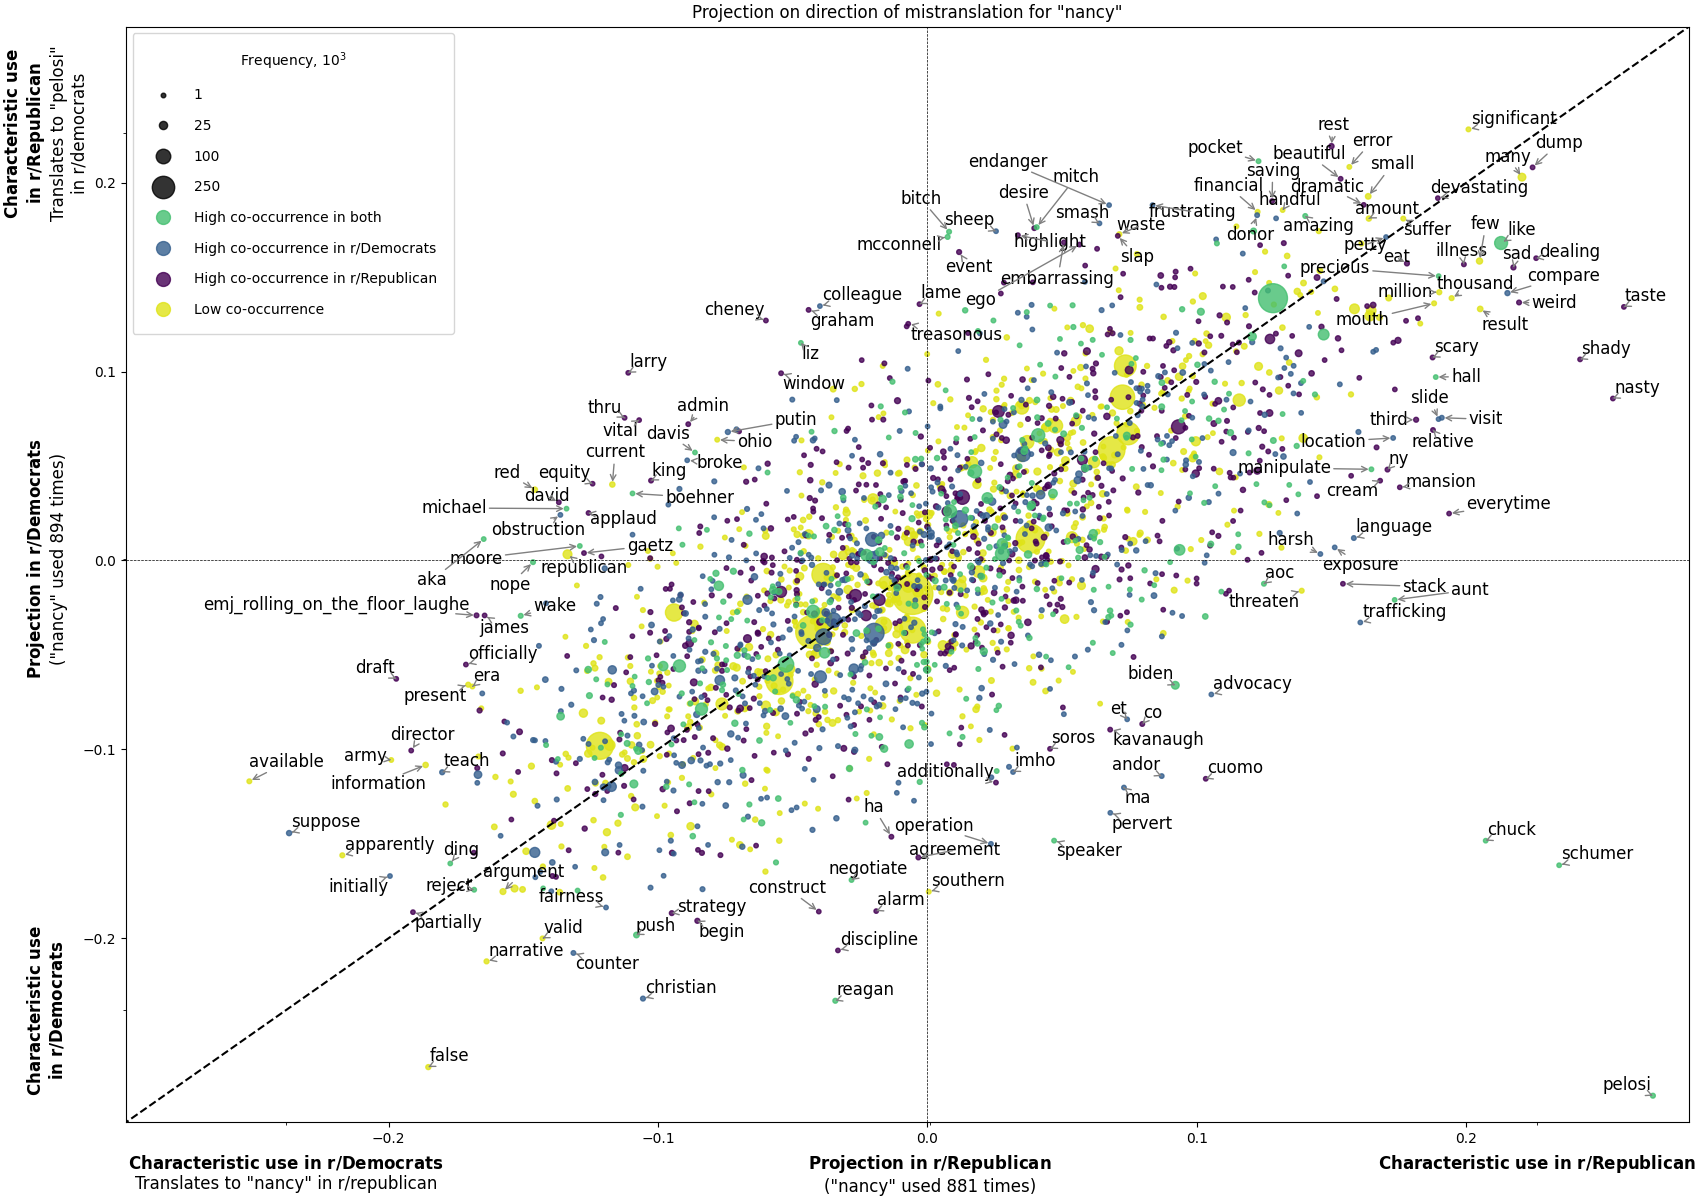 Projection on direction of mistranslation for "nancy"
Characteristic use
in r/Republican
Translates to "pelosi"
in r/democrats
Projection in r/Democrats
("nancy" used 894 times)
Characteristic use
in r/Democrats
Frequency, 10³
1
25
100
250
High co-occurrence in both
High co-occurrence in r/Democrats
High co-occurrence in r/Republican
Low co-occurrence
0.2
0.1
0.0
−0.1
−0.2
significant
rest
error
dump
pocket
beautiful
many
endanger
saving
small
mitch
financial
dramatic
devastating
desire
handful
bitch
smash
frustrating
amount
sheep
waste
amazing
suffer
few
like
mcconnell
highlight
donor
petty
illness
sad
dealing
event
slap
eat
precious
embarrassing
compare
lame
ego
million
thousand
colleague
weird
taste
cheney
graham
mouth
result
treasonous
liz
scary
shady
larry
window
hall
nasty
slide
thru
admin
putin
third
visit
vital
davis
ohio
location
relative
current
broke
ny
red
equity
king
manipulate
mansion
david
boehner
cream
michael
everytime
obstruction
applaud
language
moore
gaetz
harsh
republican
exposure
aka
nope
aoc
stack
aunt
emj_rolling_on_the_floor_laughe
wake
threaten
trafficking
james
officially
draft
era
biden
advocacy
present
et
co
director
soros
kavanaugh
available
army
teach
imho
andor
cuomo
information
additionally
ma
ha
pervert
suppose
operation
chuck
apparently
ding
agreement
speaker
schumer
initially
reject
argument
negotiate
southern
fairness
construct
partially
strategy
alarm
valid
push
begin
narrative
discipline
counter
christian
reagan
false
pelosi
−0.2
−0.1
0.0
0.1
0.2
Characteristic use in r/Democrats
Translates to "nancy" in r/republican
Projection in r/Republican
("nancy" used 881 times)
Characteristic use in r/Republican